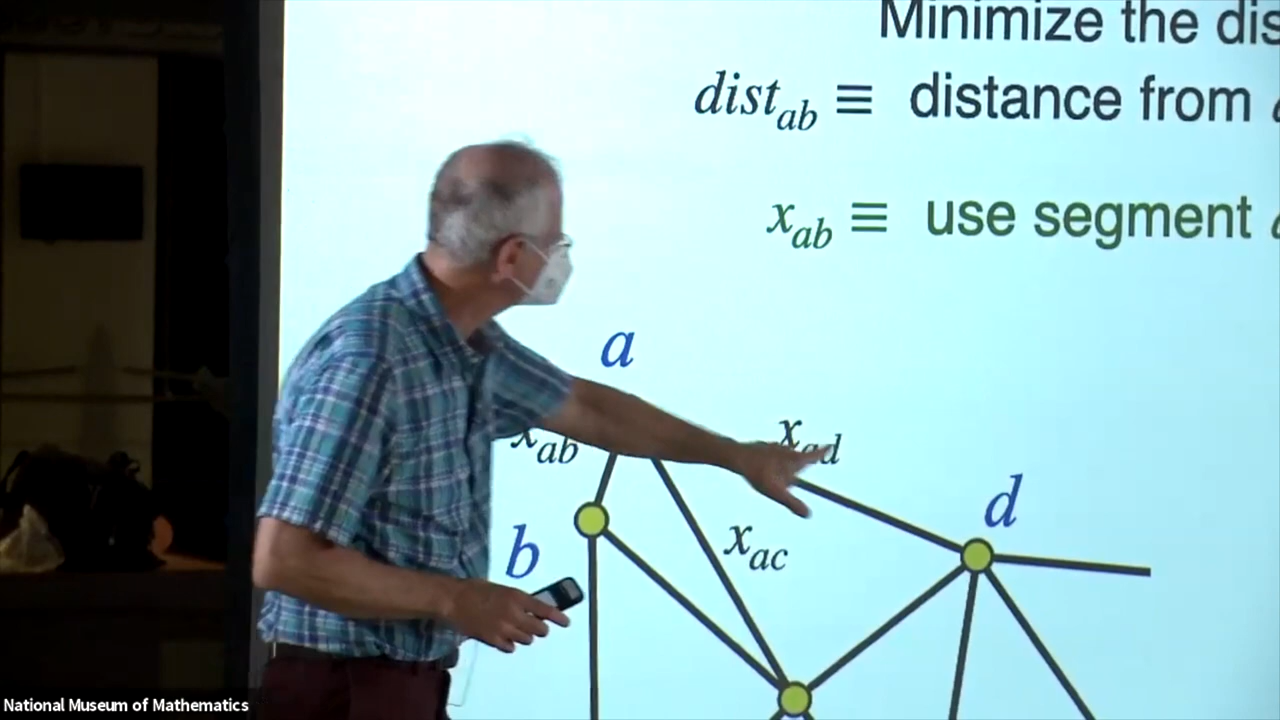 Minimize the dis
dist_ab ≡ distance from
x_ab ≡ use segment
a
x_ab
x_ad
d
x_ac
b
National Museum of Mathematics